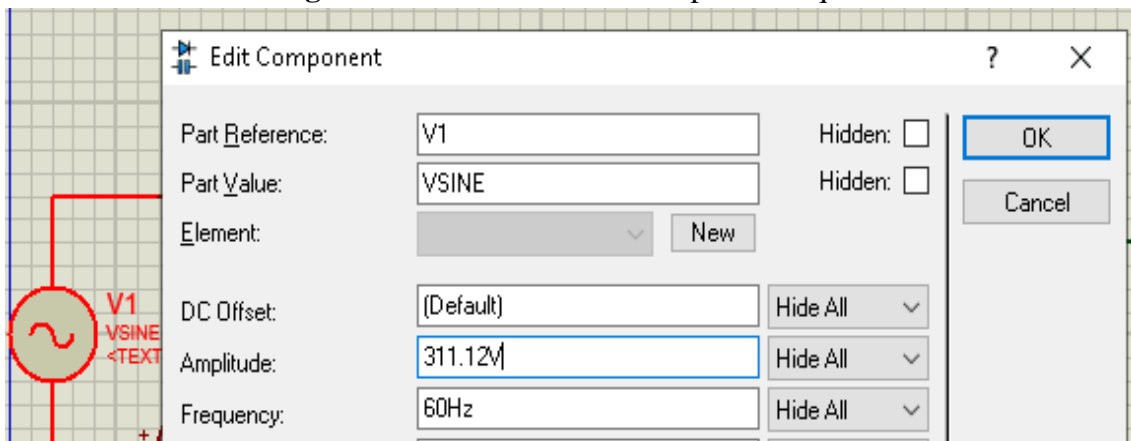 Edit Component
?
Part Reference:
V1
Hidden:
OK
Part Value:
VSINE
Hidden:
Cancel
Element:
New
V1
VSINE
<TEXT
DC Offset:
(Default)
Hide All
Amplitude:
311.12V
Hide All
Frequency:
60Hz
Hide All